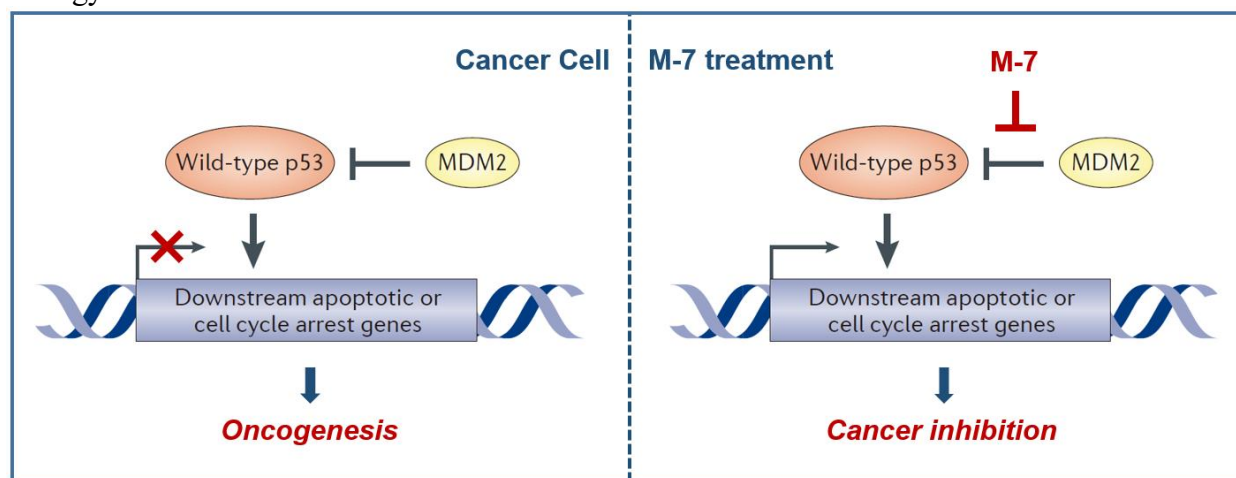 Cancer Cell
Wild-type p53
MDM2
Downstream apoptotic or
cell cycle arrest genes
Oncogenesis
M-7 treatment
M-7
Wild-type p53
MDM2
Downstream apoptotic or
cell cycle arrest genes
Cancer inhibition